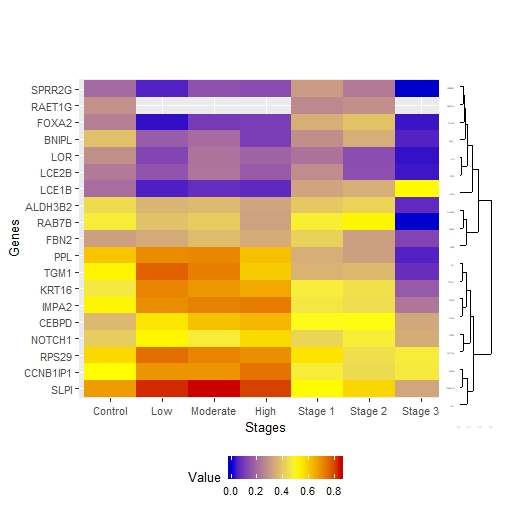 SPRR2G
RAET1G
FOXA2
BNIPL
LOR
LCE2B
LCE1B
ALDH3B2
RAB7B
FBN2
PPL
TGM1
KRT16
IMPA2
CEBPD
NOTCH1
RPS29
CCNB1IP1
SLPI
Genes
Control Low Moderate High Stage 1 Stage 2 Stage 3
Stages
Value
0.0 0.2 0.4 0.6 0.8